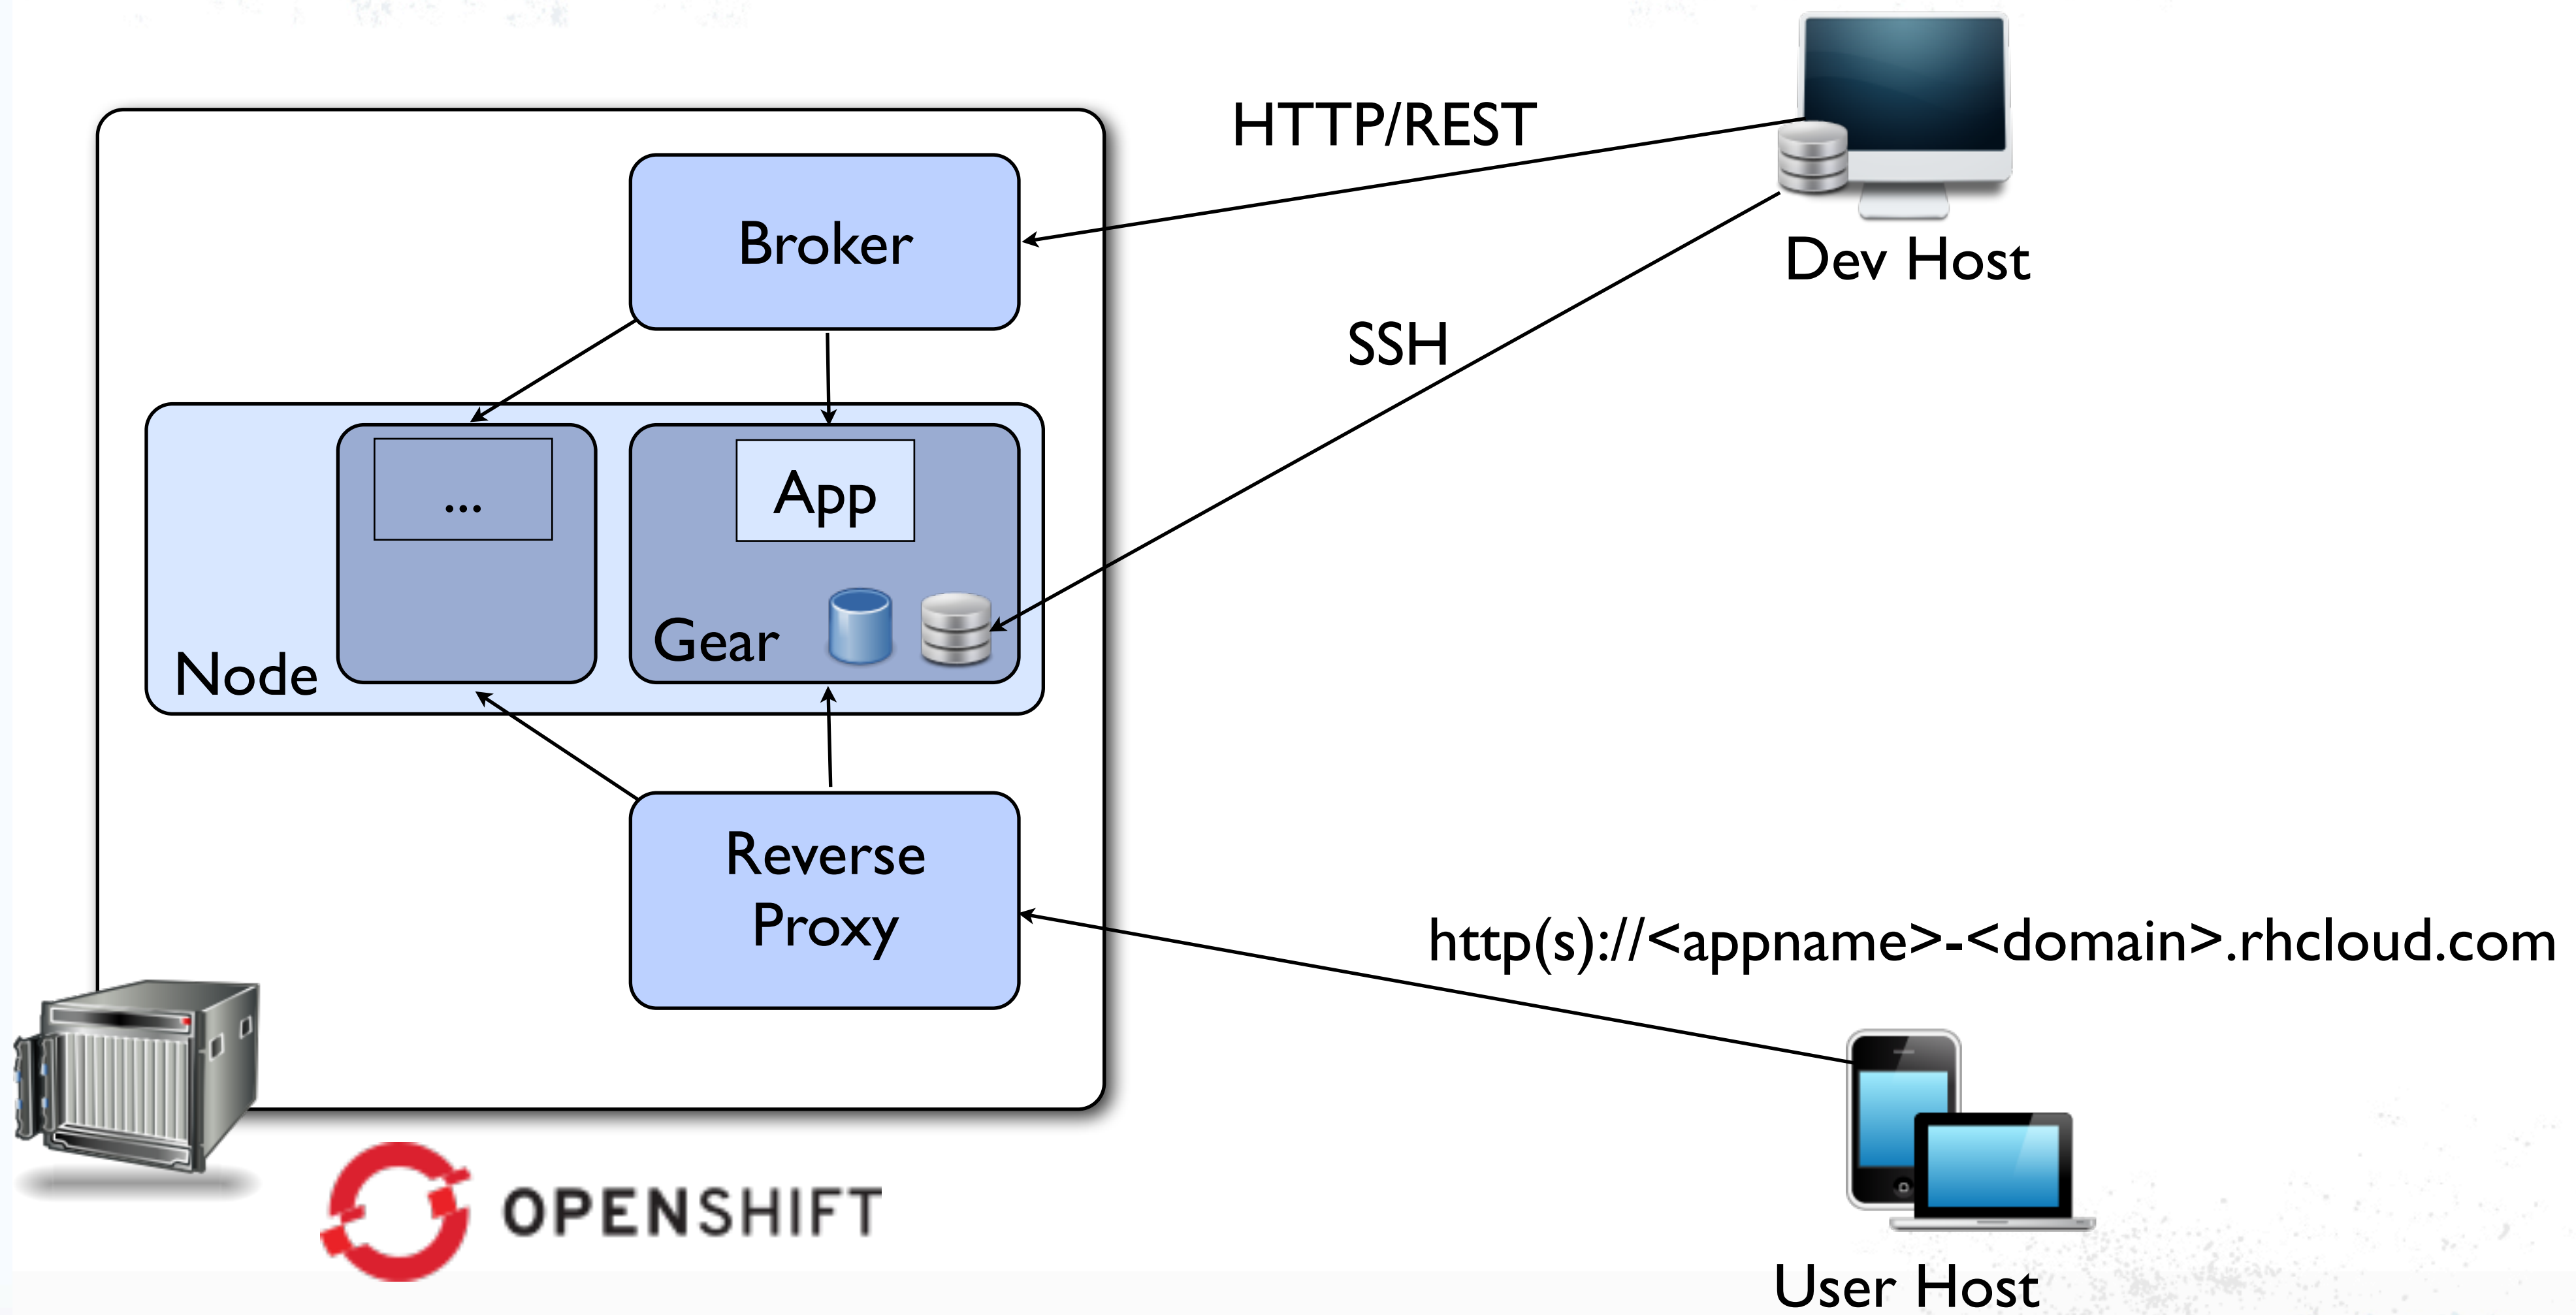 HTTP/REST
Broker
Dev Host
SSH
...
App
Gear
Node
Reverse
Proxy
http(s)://<appname>-<domain>.rhcloud.com
OPENSHIFT
User Host